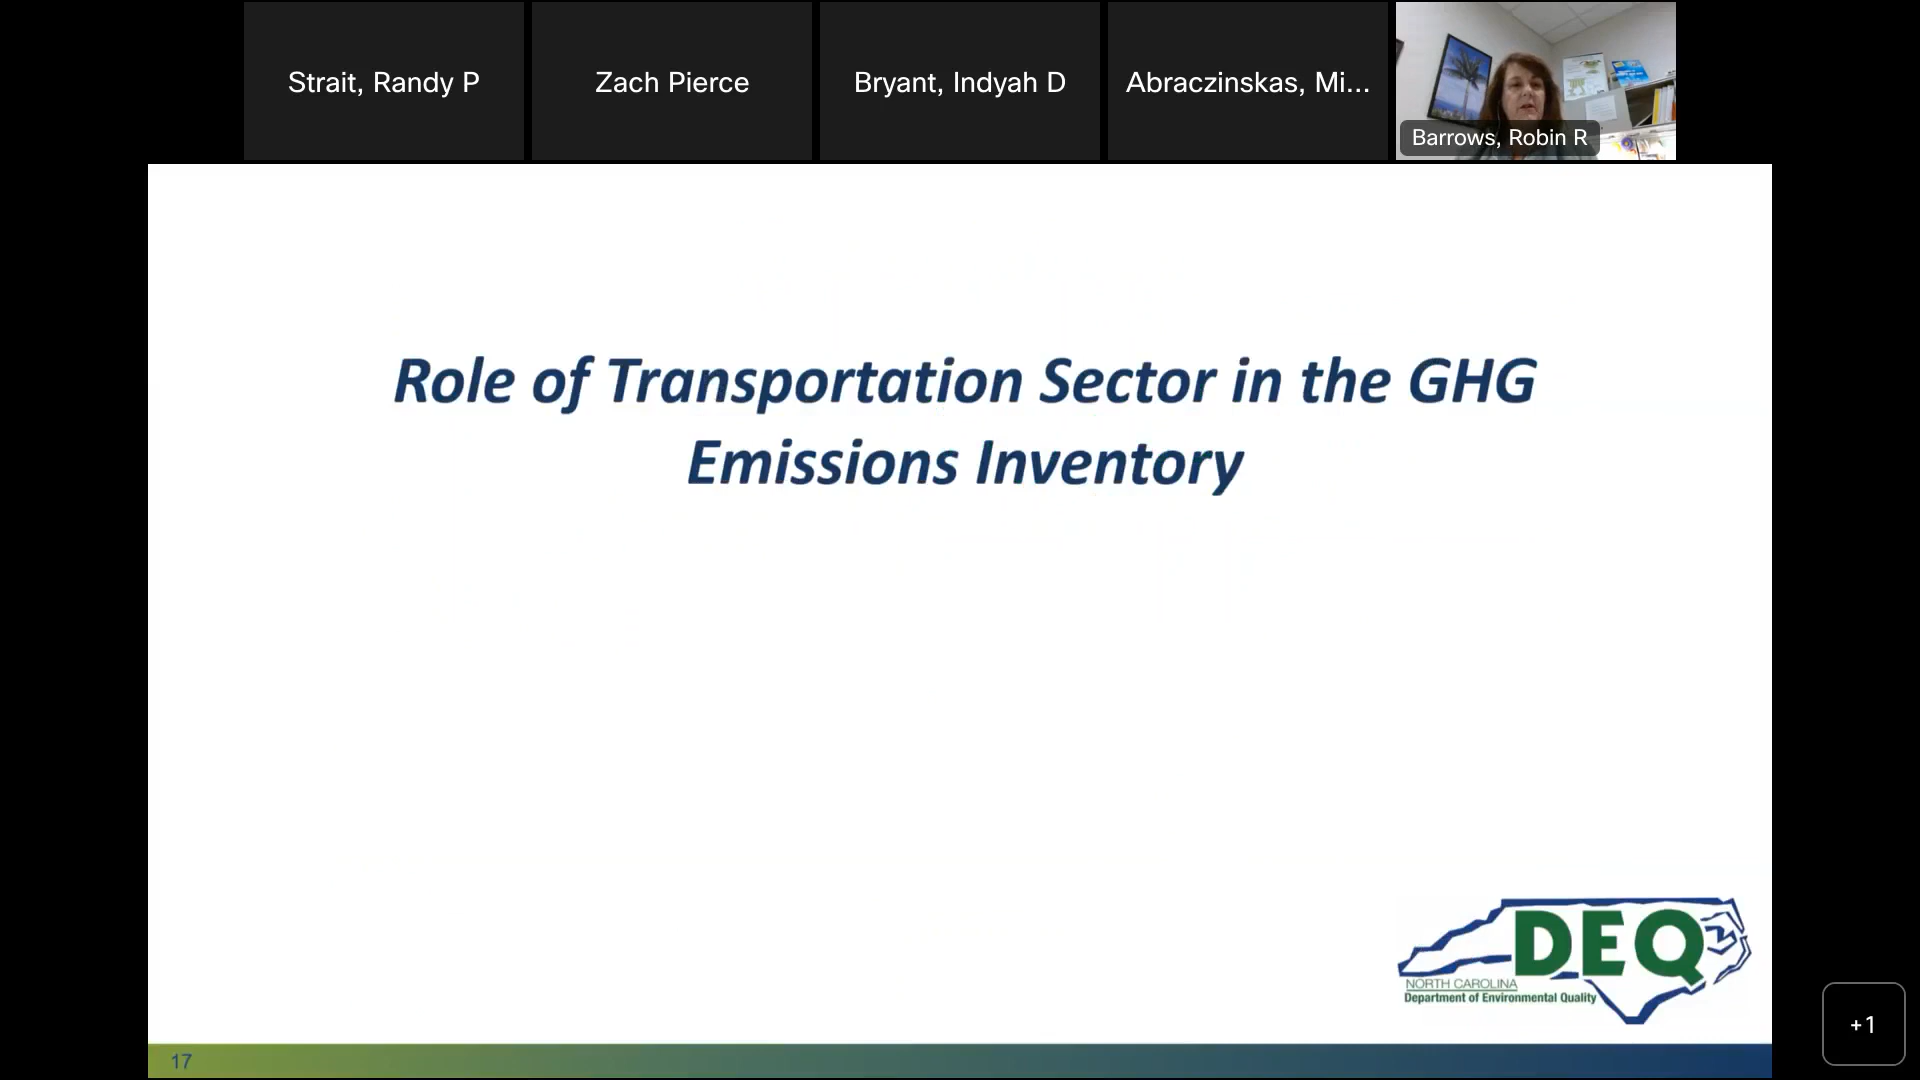 Strait, Randy P
Zach Pierce
Bryant, Indyah D
Abraczinskas, Mi...
Barrows, Robin R
Role of Transportation Sector in the GHG
Emissions Inventory
DEQ
NORTH CAROLINA
Department of Environmental Quality
17
+1